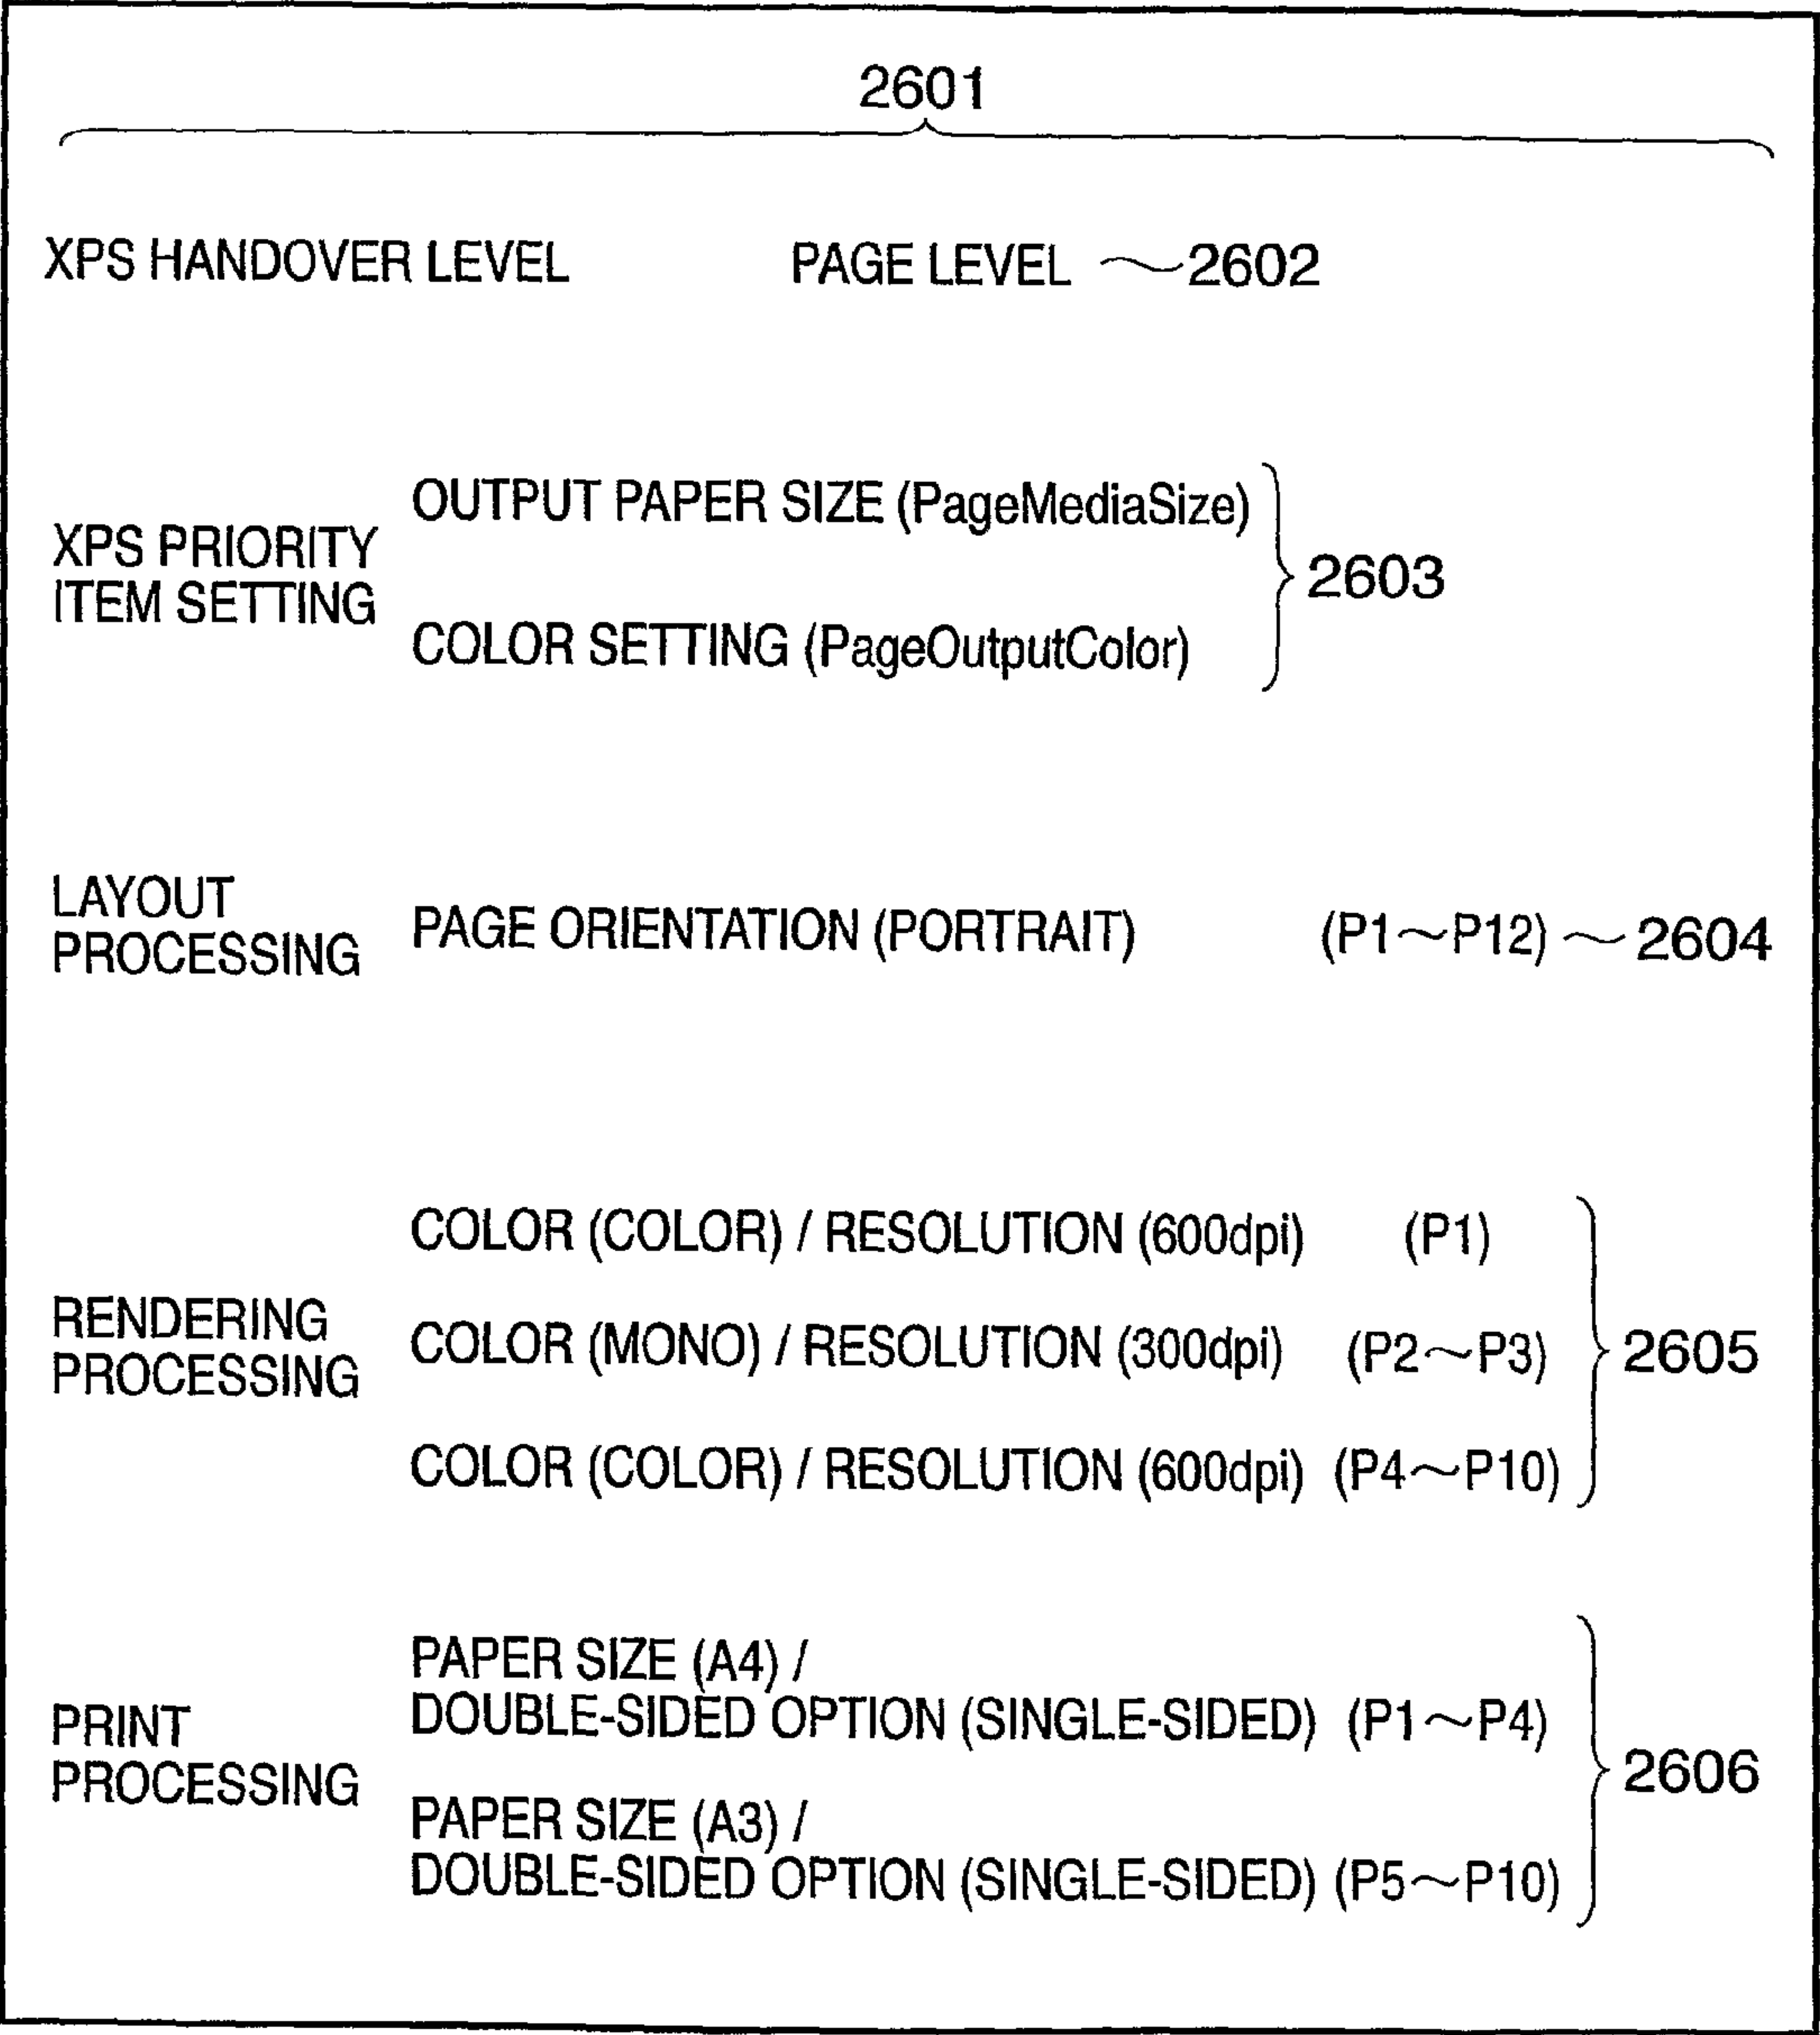 2601
XPS HANDOVER LEVEL PAGE LEVEL ~2602
XPS PRIORITY
ITEM SETTING
OUTPUT PAPER SIZE (PageMediaSize)
COLOR SETTING (PageOutputColor)
2603
LAYOUT
PROCESSING
PAGE ORIENTATION (PORTRAIT) (P1~P12) ~2604
RENDERING
PROCESSING
COLOR (COLOR) / RESOLUTION (600dpi) (P1)
COLOR (MONO) / RESOLUTION (300dpi) (P2~P3)
COLOR (COLOR) / RESOLUTION (600dpi) (P4~P10)
2605
PRINT
PROCESSING
PAPER SIZE (A4) /
DOUBLE-SIDED OPTION (SINGLE-SIDED) (P1~P4)
PAPER SIZE (A3) /
DOUBLE-SIDED OPTION (SINGLE-SIDED) (P5~P10)
2606